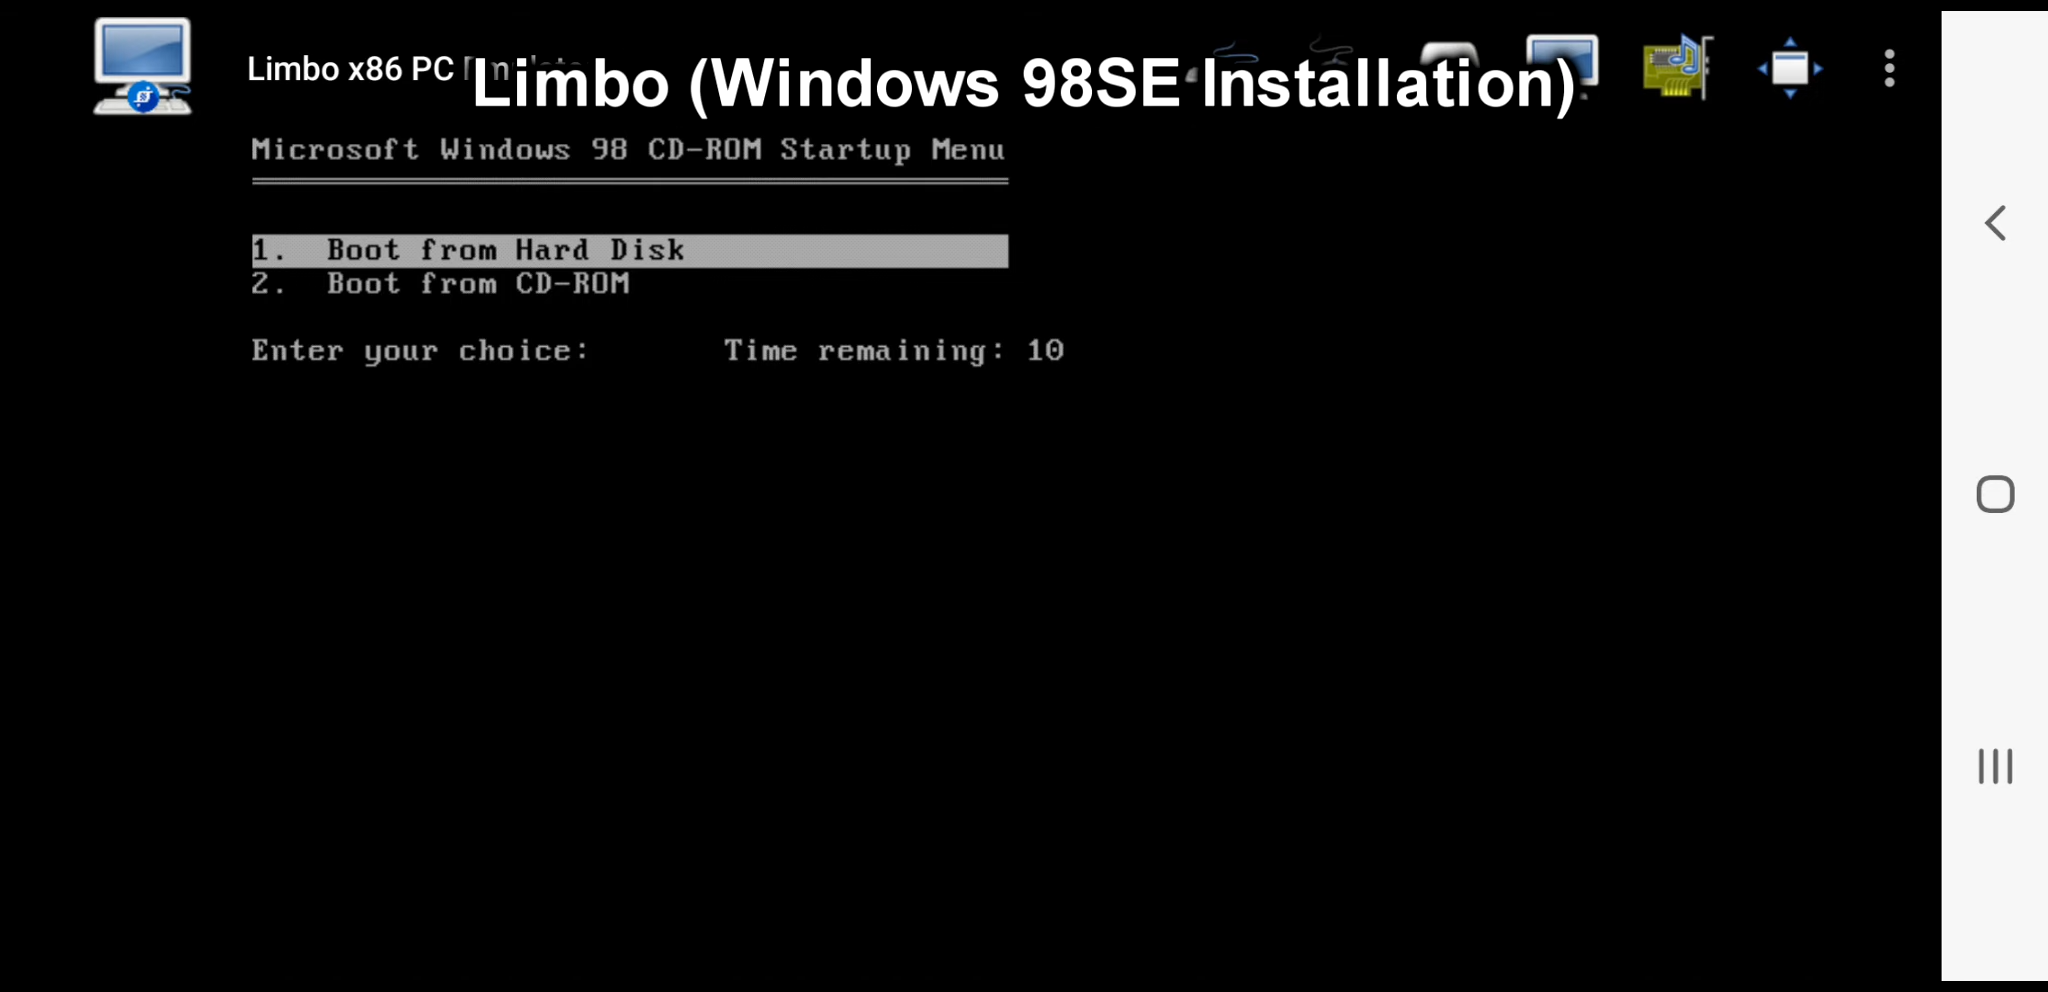 Limbo x86 PC
Limbo (Windows 98SE Installation)
Microsoft Windows 98 CD-ROM Startup Menu
1. Boot from Hard Disk
2. Boot from CD-ROM
Enter your choice: Time remaining: 10